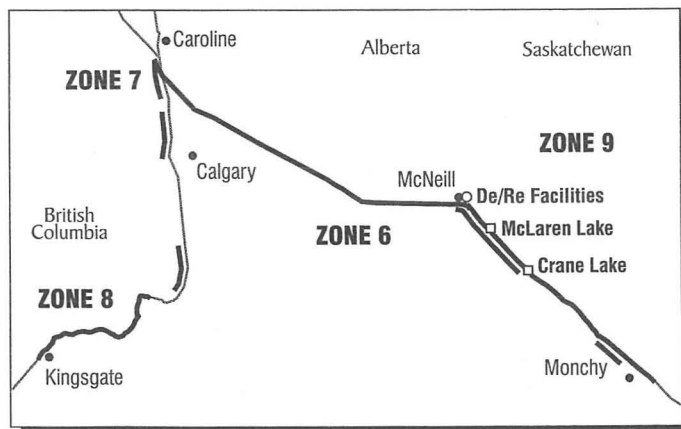 Caroline
Alberta
Saskatchewan
ZONE 7
ZONE 9
Calgary
McNeill
De/Re Facilities
British
Columbia
ZONE 6
McLaren Lake
Crane Lake
ZONE 8
Monchy
Kingsgate